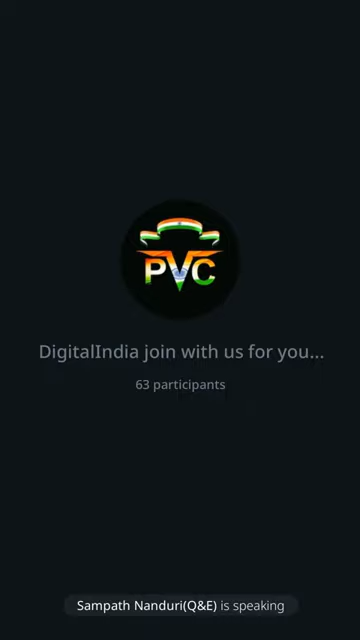 PVC
DigitalIndia join with us for you...
63 participants
Sampath Nanduri(Q&E) is speaking